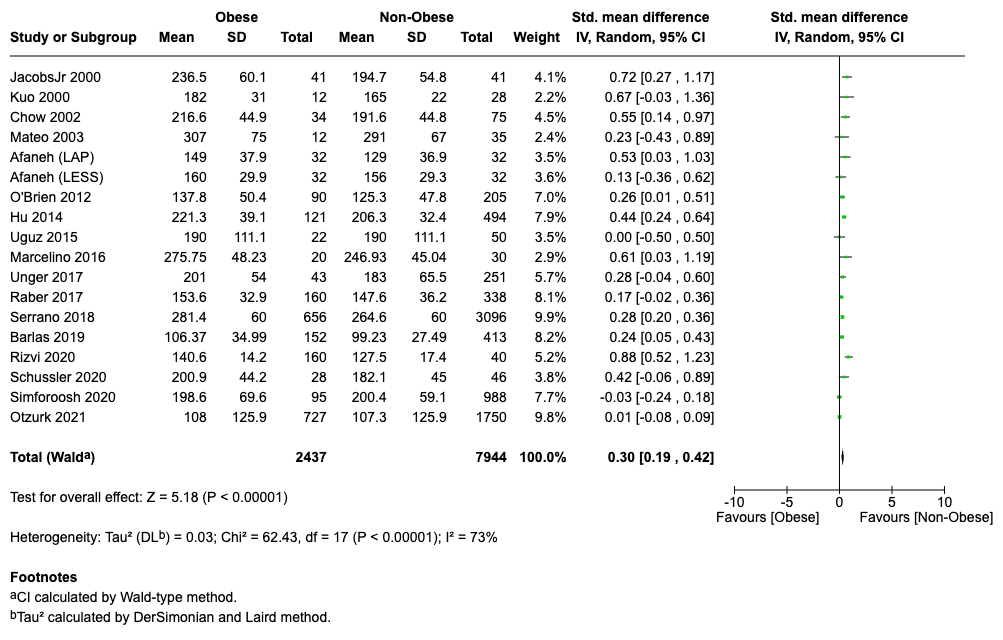 Obese Non-Obese Std. mean difference Std. mean difference
Study or Subgroup Mean SD Total Mean SD Total Weight IV, Random, 95% CI IV, Random, 95% CI
JacobsJr 2000 236.5 60.1 41 194.7 54.8 41 4.1% 0.72 [0.27 , 1.17]
Kuo 2000 182 31 12 165 22 28 2.2% 0.67 [-0.03 , 1.36]
Chow 2002 216.6 44.9 34 191.6 44.8 75 4.5% 0.55 [0.14 , 0.97]
Mateo 2003 307 75 12 291 67 35 2.4% 0.23 [-0.43 , 0.89]
Afaneh (LAP) 149 37.9 32 129 36.9 32 3.5% 0.53 [0.03 , 1.03]
Afaneh (LESS) 160 29.9 32 156 29.3 32 3.5% 0.13 [-0.36 , 0.62]
O'Brien 2012 137.8 50.4 90 125.3 47.8 205 7.0% 0.26 [0.01 , 0.51]
Hu 2014 221.3 39.1 121 206.3 32.4 494 7.9% 0.44 [0.24 , 0.64]
Uguz 2015 190 111.1 22 190 111.1 50 3.5% 0.00 [-0.50 , 0.50]
Marcelino 2016 275.75 48.23 20 246.93 45.04 30 2.9% 0.61 [0.03 , 1.19]
Unger 2017 201 54 43 183 65.5 251 5.7% 0.28 [-0.04 , 0.60]
Raber 2017 153.6 32.9 160 147.6 36.2 338 8.1% 0.17 [-0.02 , 0.36]
Serrano 2018 281.4 60 656 264.6 60 3096 9.9% 0.28 [0.20 , 0.36]
Barlas 2019 106.37 34.99 152 99.23 27.49 413 8.2% 0.24 [0.05 , 0.43]
Rizvi 2020 140.6 14.2 160 127.5 17.4 40 5.2% 0.88 [0.52 , 1.23]
Schussler 2020 200.9 44.2 28 182.1 45 46 3.8% 0.42 [-0.06 , 0.89]
Simforoosh 2020 198.6 69.6 95 200.4 59.1 988 7.7% -0.03 [-0.24 , 0.18]
Otzurk 2021 108 125.9 727 107.3 125.9 1750 9.8% 0.01 [-0.08 , 0.09]
Total (Waldᵃ) 2437 7944 100.0% 0.30 [0.19 , 0.42]
Test for overall effect: Z = 5.18 (P < 0.00001)
-10 -5 0 5 10
Favours [Obese] Favours [Non-Obese]
Heterogeneity: Tau² (DLᵇ) = 0.03; Chi² = 62.43, df = 17 (P < 0.00001); I² = 73%
Footnotes
ᵃCI calculated by Wald-type method.
ᵇTau² calculated by DerSimonian and Laird method.